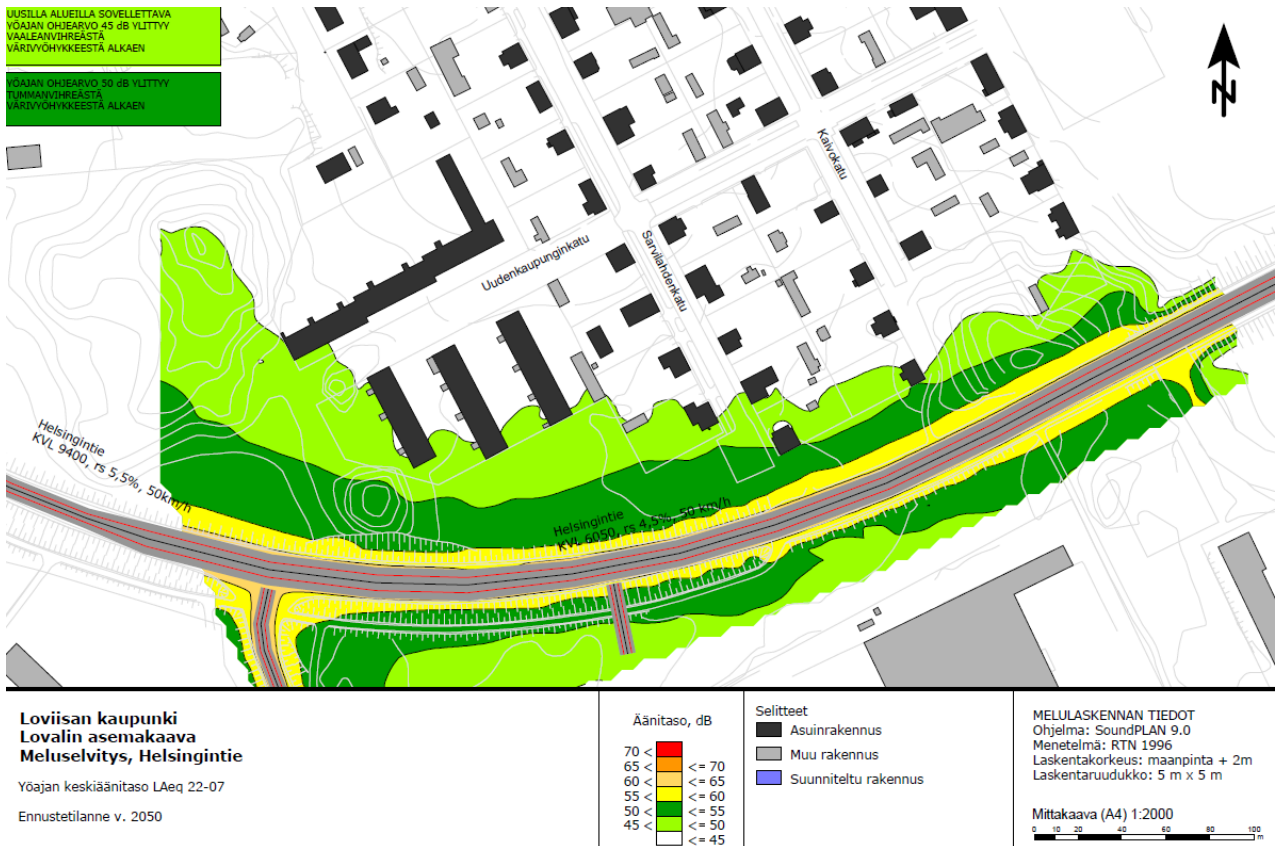 UUSILLA ALUEILLA SOVELLETTAVA
YÖAJAN OHJEARVO 45 dB YLITTYY
VAALEANVIHREÄSTÄ
VÄRIVYÖHYKKEESTÄ ALKAEN
YÖAJAN OHJEARVO 50 dB YLITTYY
TUMMANVIHREÄSTÄ
VÄRIVYÖHYKKEESTÄ ALKAEN
N
Kaivokatu
Sarvilahdenkatu
Uudenkaupunginkatu
Helsingintie
KVL 9400, rs 5,5%, 50km/h
Helsingintie
KVL 6050, rs 4,5%, 50 km/h
Loviisan kaupunki
Lovalin asemakaava
Meluselvitys, Helsingintie
Yöajan keskiäänitaso LAeq 22-07
Ennustetilanne v. 2050
Äänitaso, dB
70 <
65 < <= 70
60 < <= 65
55 < <= 60
50 < <= 55
45 < <= 50
<= 45
Selitteet
Asuinrakennus
Muu rakennus
Suunniteltu rakennus
MELULASKENNAN TIEDOT
Ohjelma: SoundPLAN 9.0
Menetelmä: RTN 1996
Laskentakorkeus: maanpinta + 2m
Laskentaruudukko: 5 m x 5 m
Mittakaava (A4) 1:2000
0 10 20 40 60 80 100
m